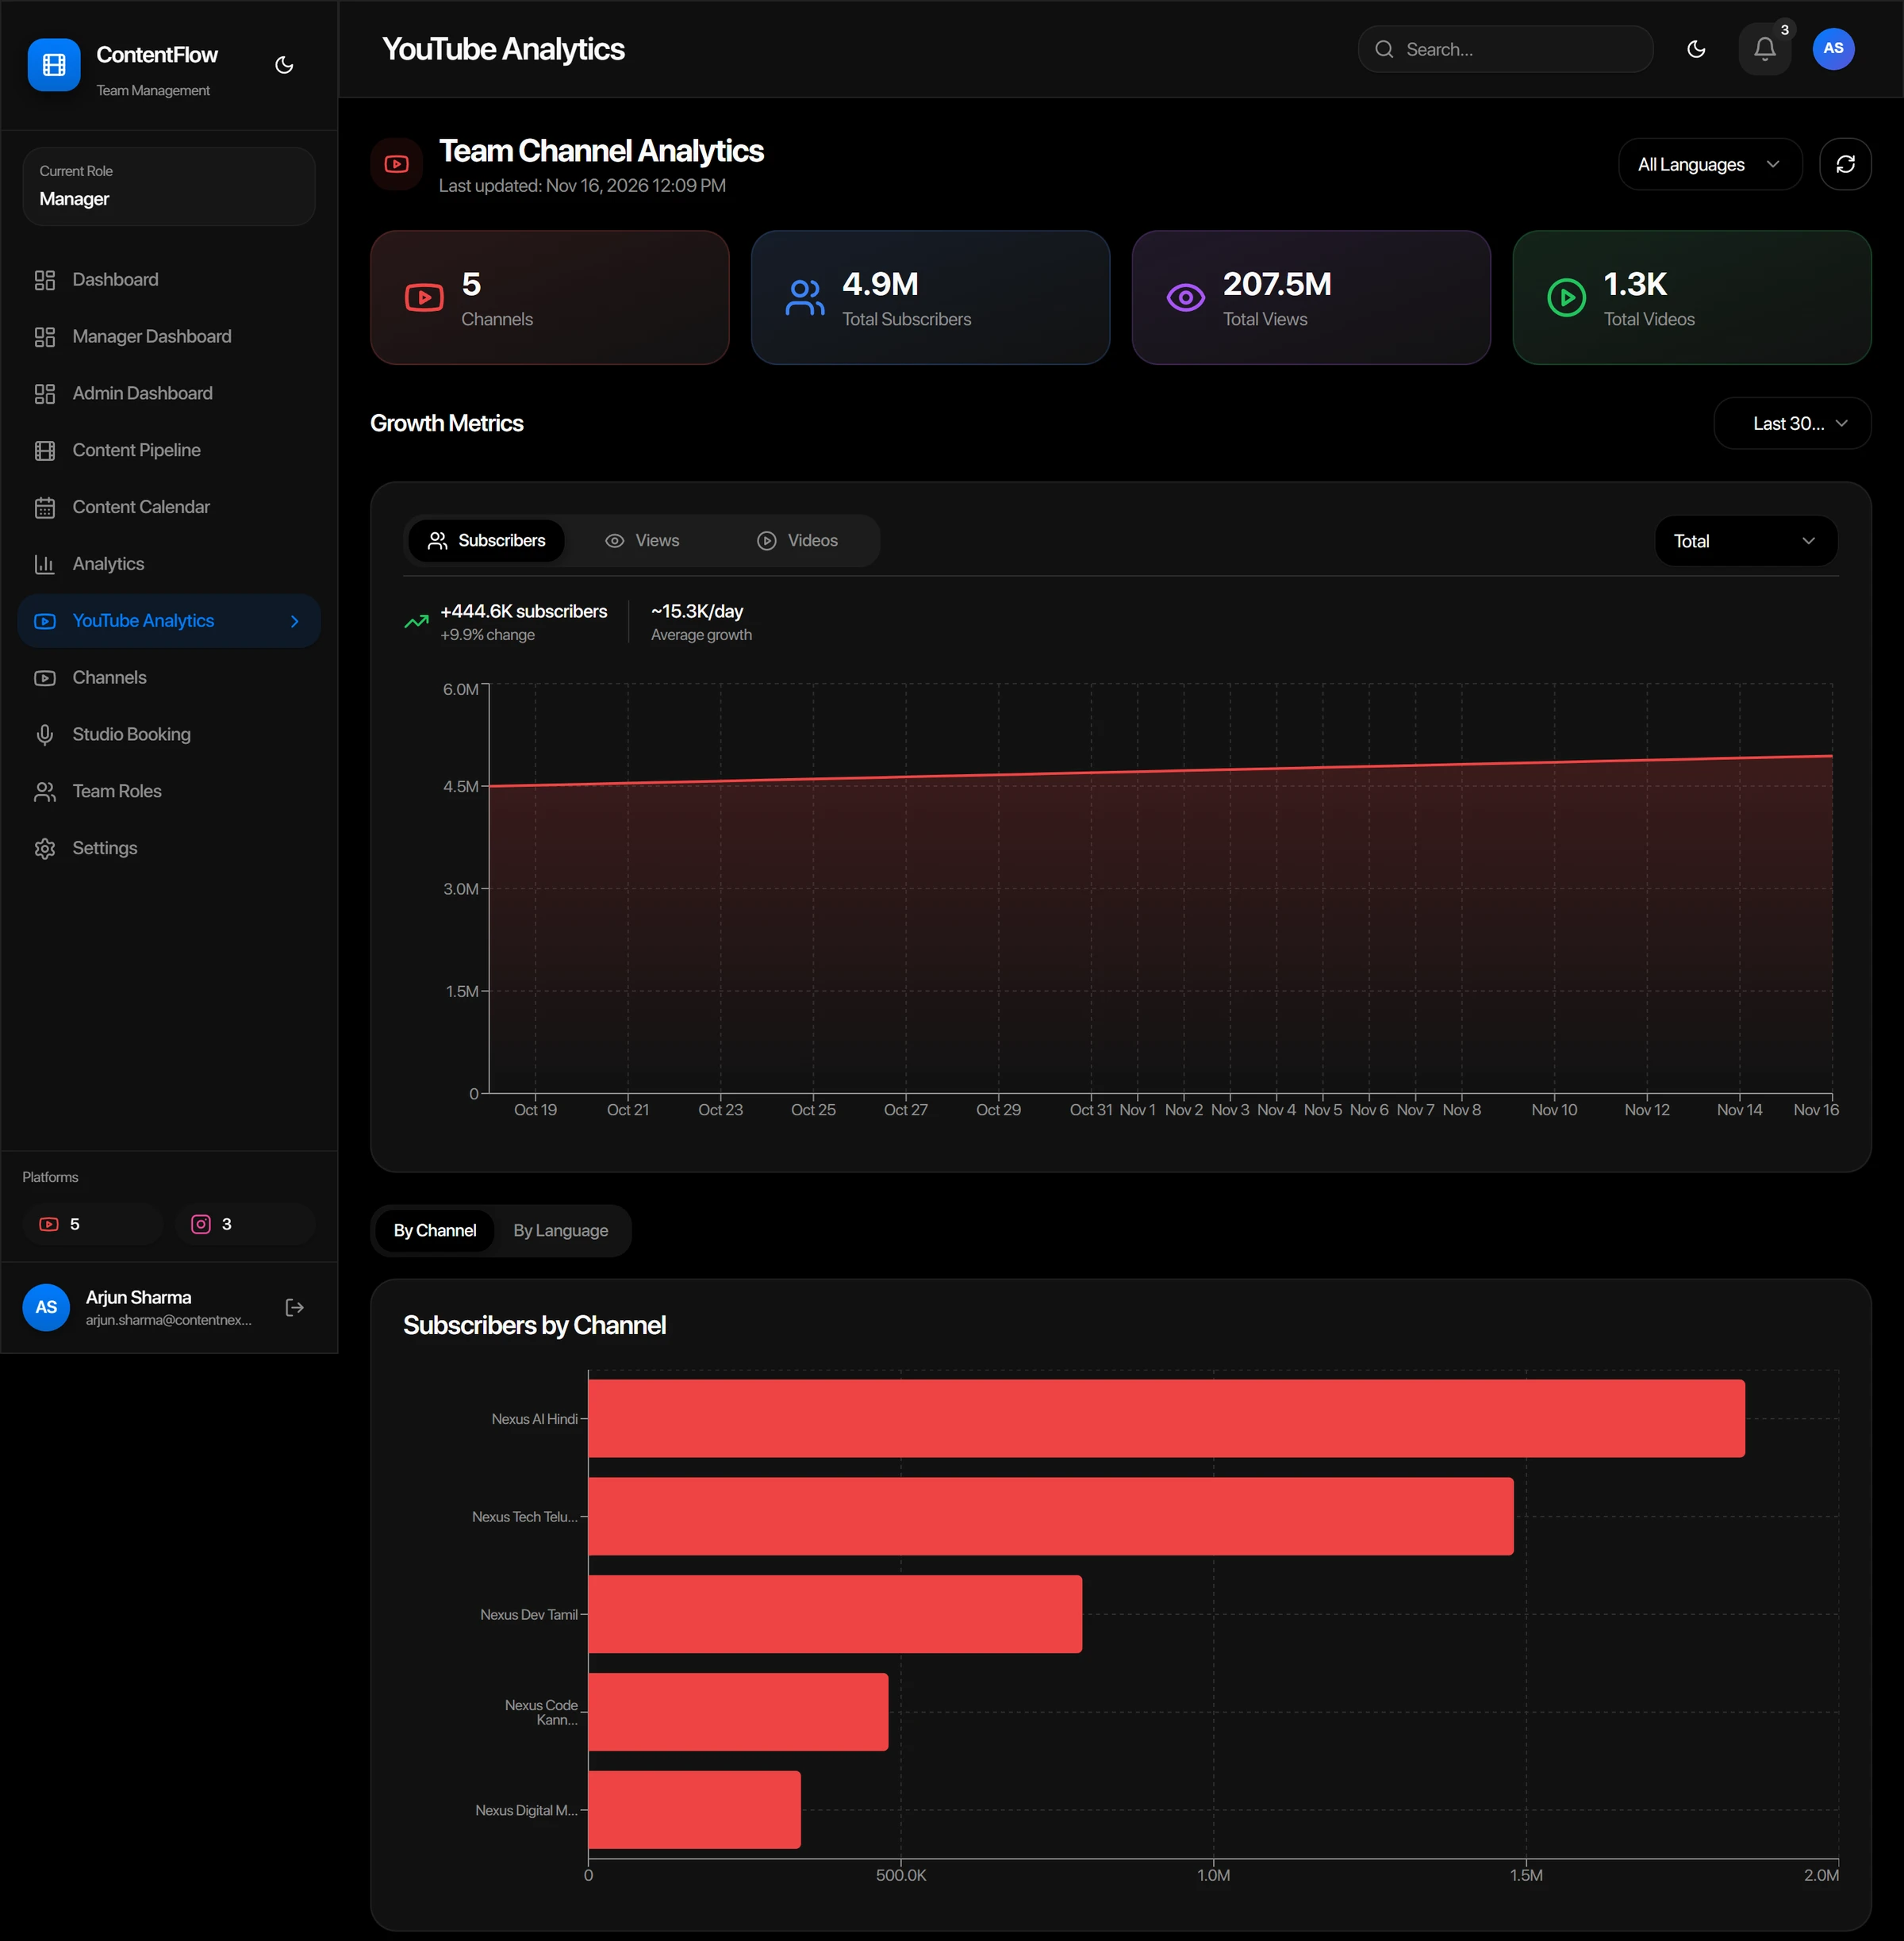 ContentFlow
Team Management
Current Role
Manager
Dashboard
Manager Dashboard
Admin Dashboard
Content Pipeline
Content Calendar
Analytics
YouTube Analytics
Channels
Studio Booking
Team Roles
Settings
Platforms
5
3
AS
Arjun Sharma
arjun.sharma@contentnex...
YouTube Analytics
Search...
3
AS
Team Channel Analytics
Last updated: Nov 16, 2026 12:09 PM
All Languages
5
Channels
4.9M
Total Subscribers
207.5M
Total Views
1.3K
Total Videos
Growth Metrics
Last 30...
Subscribers
Views
Videos
Total
+444.6K subscribers
+9.9% change
~15.3K/day
Average growth
6.0M
4.5M
3.0M
1.5M
0
Oct 19 Oct 21 Oct 23 Oct 25 Oct 27 Oct 29 Oct 31 Nov 1 Nov 2 Nov 3 Nov 4 Nov 5 Nov 6 Nov 7 Nov 8 Nov 10 Nov 12 Nov 14 Nov 16
By Channel
By Language
Subscribers by Channel
Nexus AI Hindi
Nexus Tech Telu...
Nexus Dev Tamil
Nexus Code
Kann...
Nexus Digital M...
0 500.0K 1.0M 1.5M 2.0M